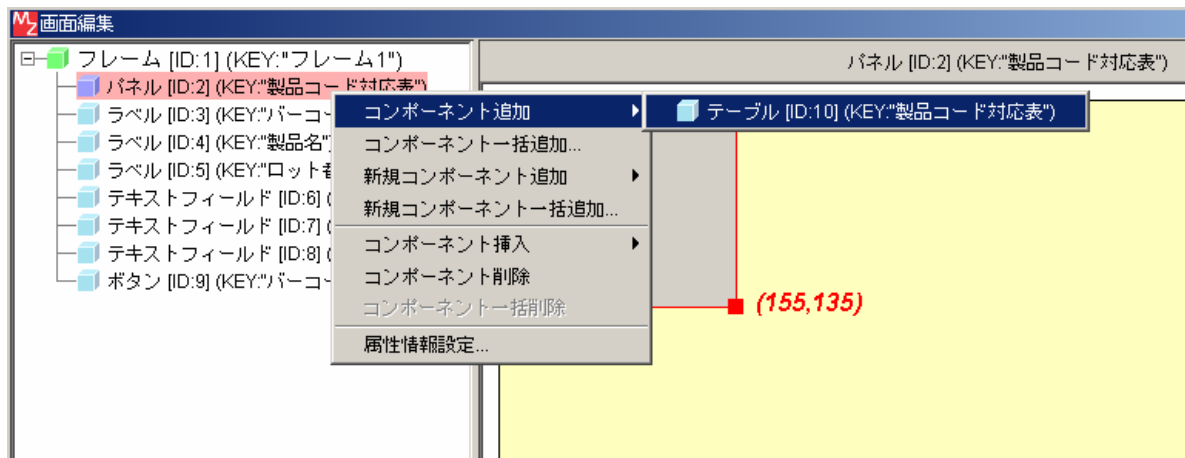 MZ 画面編集
フレーム [ID:1] (KEY:"フレーム1")
パネル [ID:2] (KEY:"製品コード対応表")
ラベル [ID:3] (KEY:"バーコー
ラベル [ID:4] (KEY:"製品名"
ラベル [ID:5] (KEY:"ロット番
テキストフィールド [ID:6] (
テキストフィールド [ID:7] (
テキストフィールド [ID:8] (
ボタン [ID:9] (KEY:"バーコー
コンポーネント追加
コンポーネント一括追加...
新規コンポーネント追加
新規コンポーネント一括追加...
コンポーネント挿入
コンポーネント削除
コンポーネント一括削除
属性情報設定...
テーブル [ID:10] (KEY:"製品コード対応表")
パネル [ID:2] (KEY:"製品コード対応表")
(155,135)